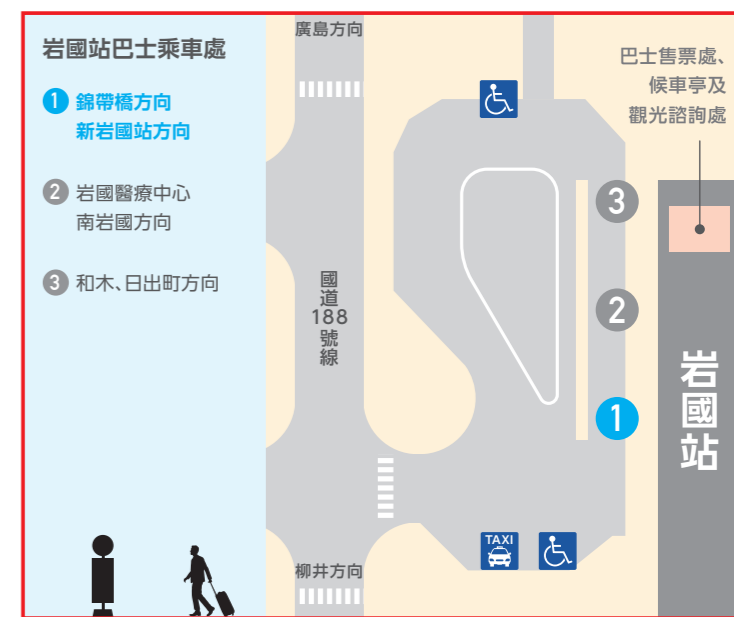 岩國站巴士乘車處
1 錦帶橋方向
新岩國站方向
2 岩國醫療中心
南岩國方向
3 和木、日出町方向
廣島方向
國道188號線
柳井方向
巴士售票處、
候車亭及
觀光諮詢處
3
2
1
岩國站
TAXI